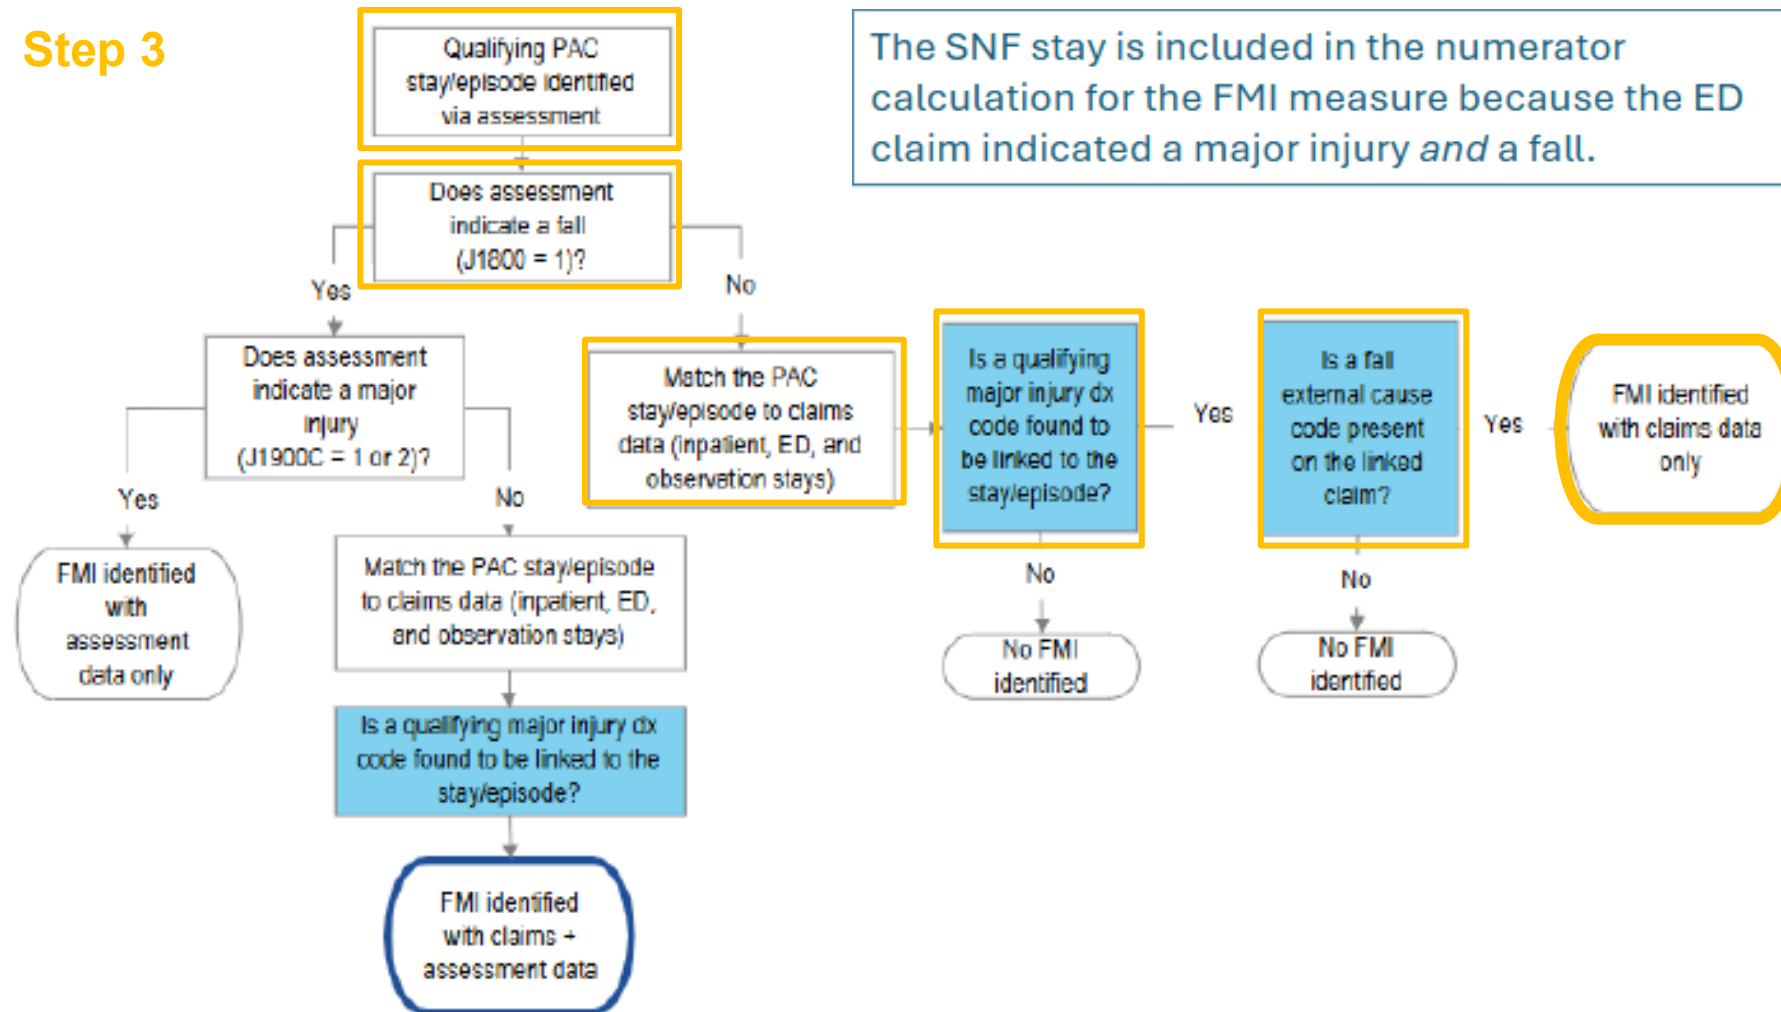 Step 3
The SNF stay is included in the numerator
calculation for the FMI measure because the ED
claim indicated a major injury and a fall.
Qualifying PAC
stay/episode identified
via assessment
Does assessment
indicate a fall
(J1800 = 1)?
Yes
No
Does assessment
indicate a major
injury
(J1900C = 1 or 2)?
Yes
No
FMI identified
with
assessment
data only
Match the PAC stay/episode
to claims data (inpatient, ED,
and observation stays)
Is a qualifying major injury dx
code found to be linked to the
stay/episode?
FMI identified
with claims +
assessment data
Match the PAC
stay/episode to claims
data (inpatient, ED, and
observation stays)
Is a qualifying
major injury dx
code found to
be linked to the
stay/episode?
Yes
No
No FMI
identified
Is a fall
external cause
code present
on the linked
claim?
Yes
No
No FMI
identified
FMI identified
with claims data
only